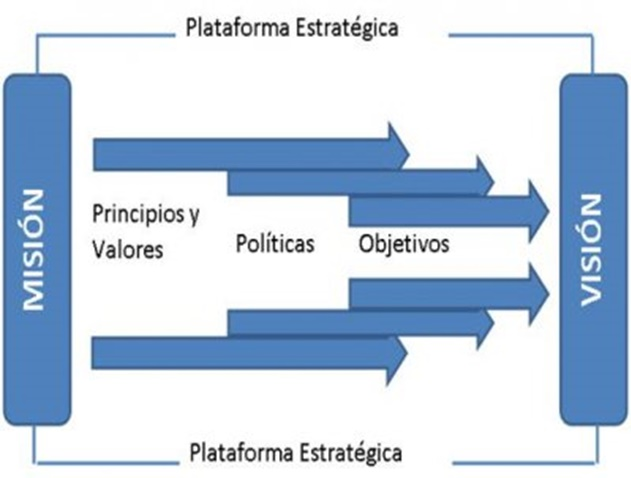 Plataforma Estratégica
MISIÓN
Principios y
Valores
Políticas
Objetivos
VISIÓN
Plataforma Estratégica